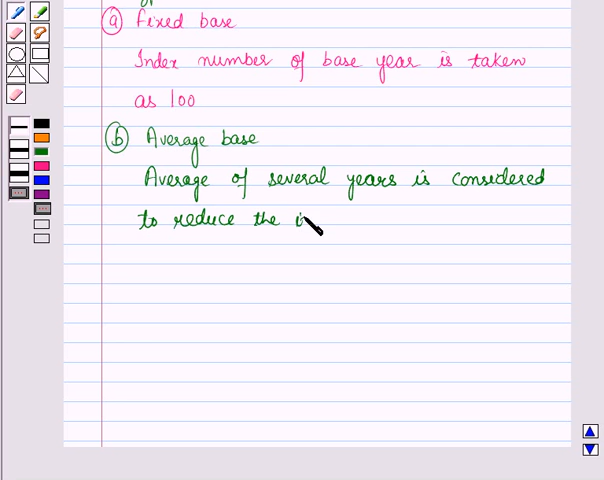 ⓐ Fixed base
Index number of base year is taken
as 100
ⓑ Average base
Average of several years is considered
to reduce the i